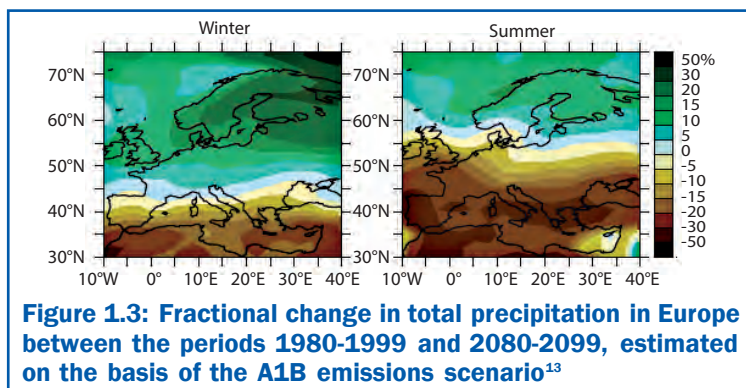 Winter
Summer
70°N
60°N
50°N
40°N
30°N
10°W 0° 10°E 20°E 30°E 40°E
70°N
60°N
50°N
40°N
30°N
10°W 0° 10°E 20°E 30°E 40°E
50%
30
20
15
10
5
0
-5
-10
-15
-20
-30
-50
Figure 1.3: Fractional change in total precipitation in Europe
between the periods 1980-1999 and 2080-2099, estimated
on the basis of the A1B emissions scenario¹³